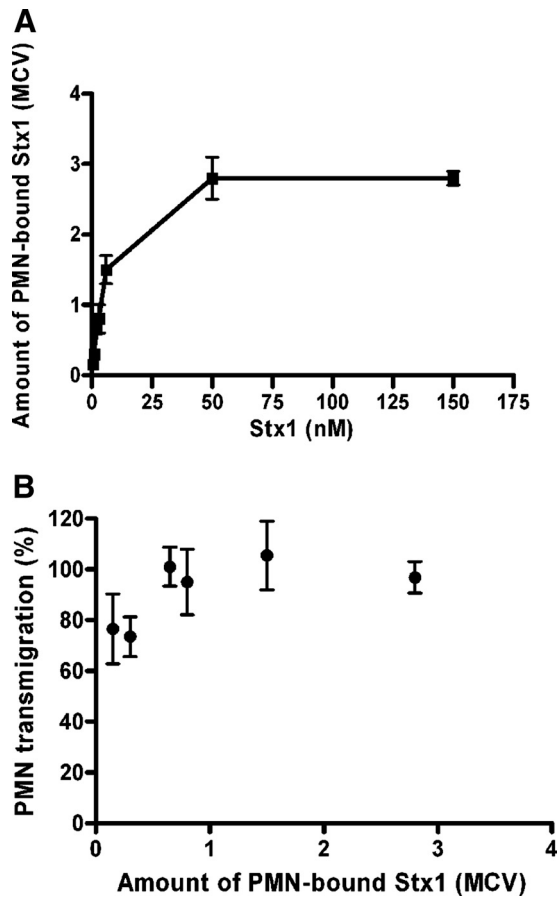 A
Amount of PMN-bound Stx1 (MCV)
4
3
2
1
0
0 25 50 75 100 125 150 175
Stx1 (nM)
B
PMN transmigration (%)
120
100
80
60
40
20
0
0 1 2 3 4
Amount of PMN-bound Stx1 (MCV)